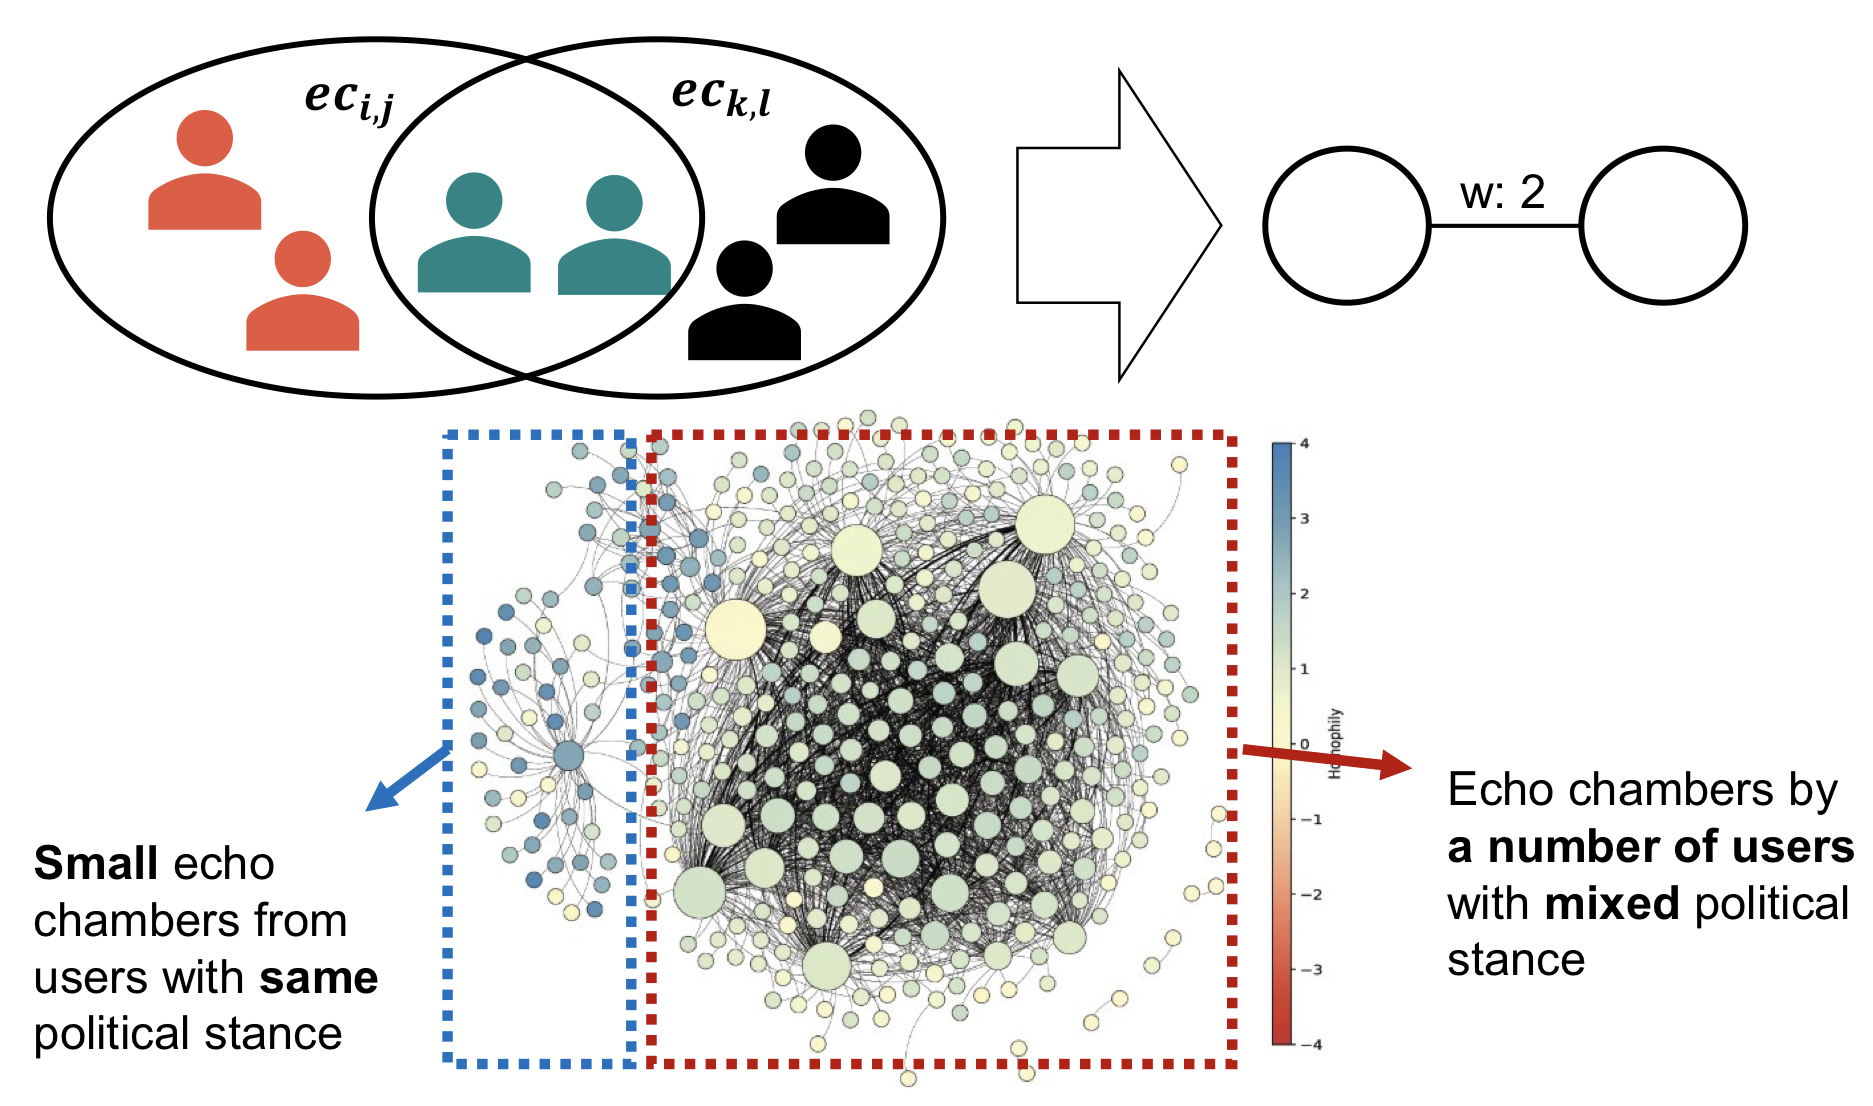 ec_{i,j}
ec_{k,l}
w: 2
4
3
2
1
0
−1
−2
−3
−4
Small echo
chambers from
users with same
political stance
Echo chambers by
a number of users
with mixed political
stance